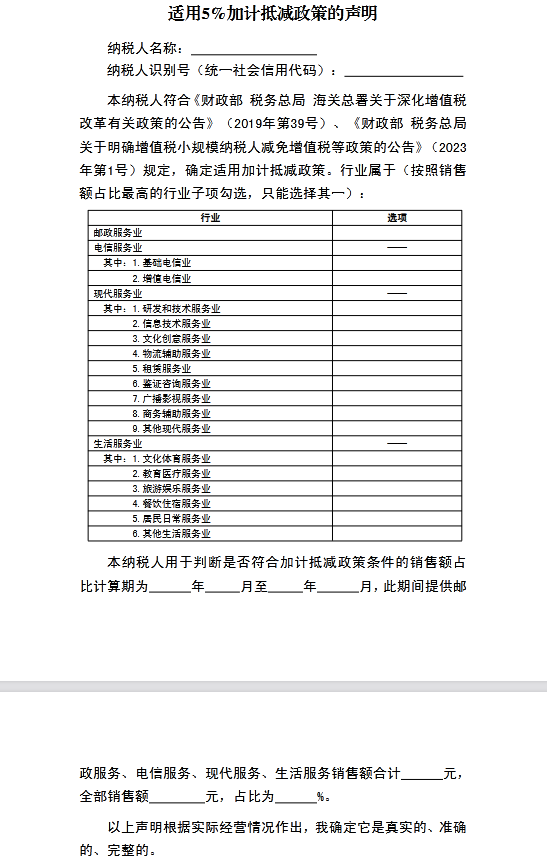 适用5%加计抵减政策的声明
纳税人名称：__________________
纳税人识别号（统一社会信用代码）：_________________
本纳税人符合《财政部 税务总局 海关总署关于深化增值税
改革有关政策的公告》（2019年第39号）、《财政部 税务总局
关于明确增值税小规模纳税人减免增值税等政策的公告》（2023
年第1号）规定，确定适用加计抵减政策。行业属于（按照销售
额占比最高的行业子项勾选，只能选择其一）：
行业 选项
邮政服务业
电信服务业 ——
其中：1.基础电信业
2.增值电信业
现代服务业 ——
其中：1.研发和技术服务业
2.信息技术服务业
3.文化创意服务业
4.物流辅助服务业
5.租赁服务业
6.鉴证咨询服务业
7.广播影视服务业
8.商务辅助服务业
9.其他现代服务业
生活服务业 ——
其中：1.文化体育服务业
2.教育医疗服务业
3.旅游娱乐服务业
4.餐饮住宿服务业
5.居民日常服务业
6.其他生活服务业
本纳税人用于判断是否符合加计抵减政策条件的销售额占
比计算期为______年_____月至_____年______月，此期间提供邮
政服务、电信服务、现代服务、生活服务销售额合计______元，
全部销售额________元，占比为______%。
以上声明根据实际经营情况作出，我确定它是真实的、准确
的、完整的。